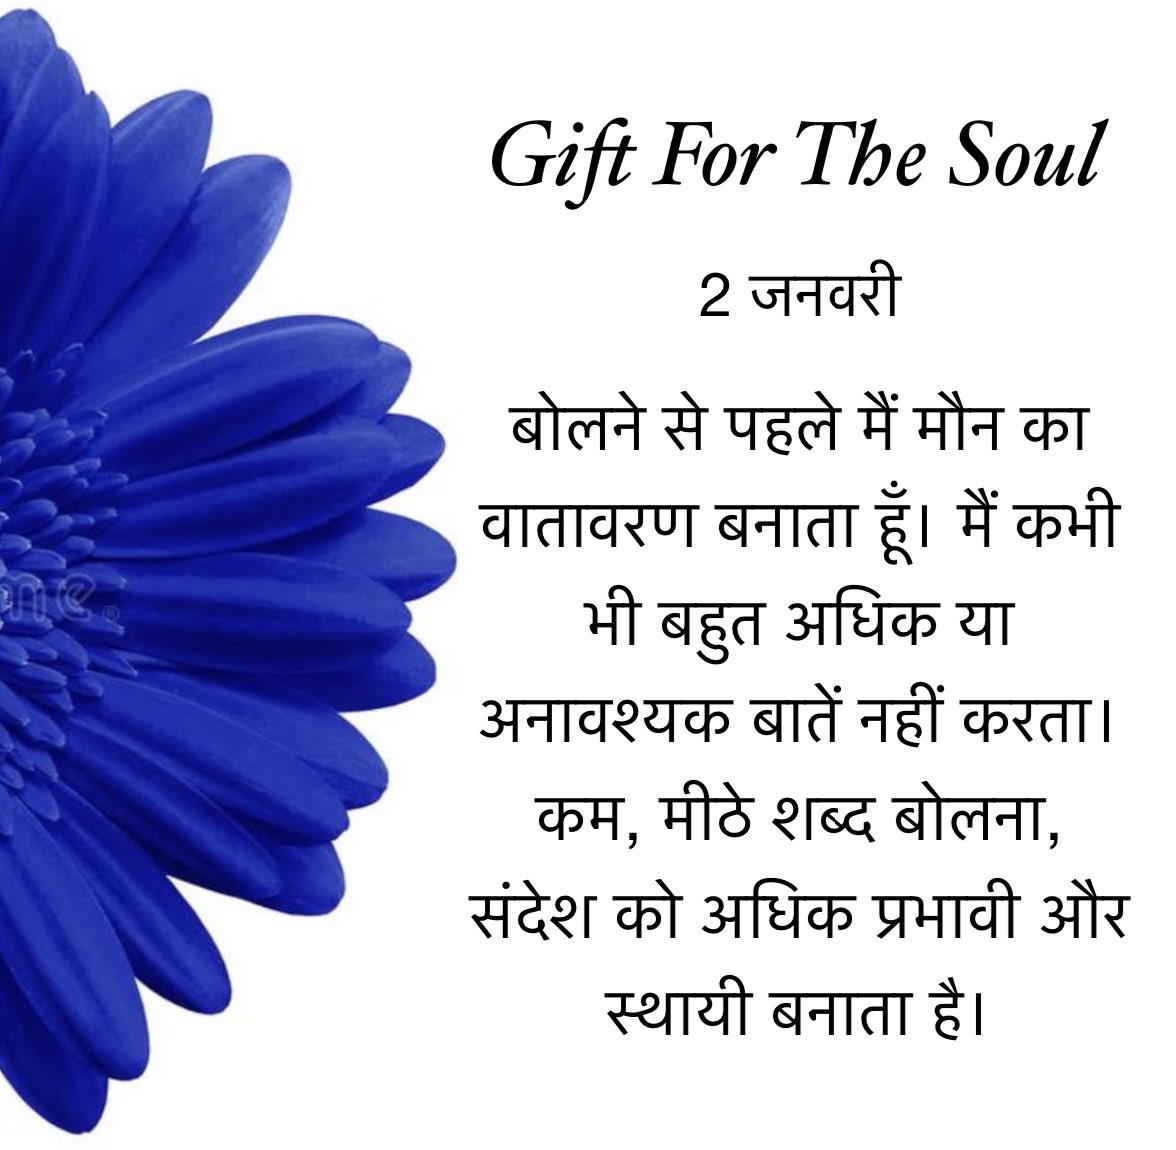 Gift For The Soul
2 जनवरी
बोलने से पहले मैं मौन का
वातावरण बनाता हूँ। मैं कभी
भी बहुत अधिक या
अनावश्यक बातें नहीं करता।
कम, मीठे शब्द बोलना,
संदेश को अधिक प्रभावी और
स्थायी बनाता है।